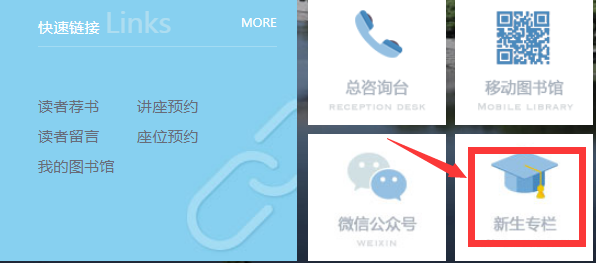 快速链接 Links MORE
读者荐书 讲座预约
读者留言 座位预约
我的图书馆
总咨询台
RECEPTION DESK
移动图书馆
MOBILE LIBRARY
微信公众号
WEIXIN
新生专栏